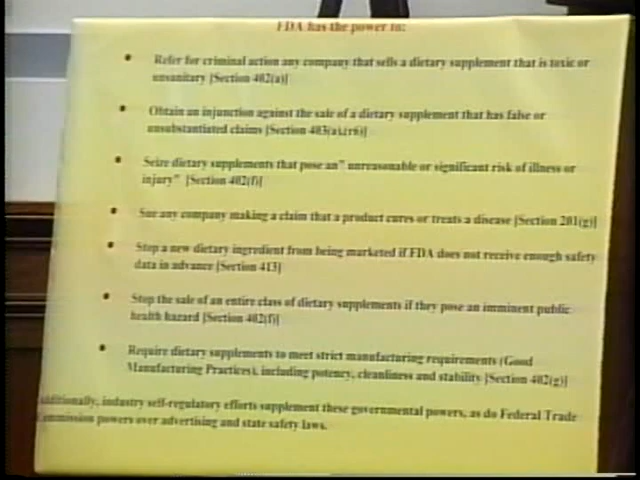 FDA has the power to:
• Refer for criminal action any company that sells a dietary supplement that is toxic or
unsanitary [Section 402(a)]
• Obtain an injunction against the sale of a dietary supplement that has false or
unsubstantiated claims [Section 403(a),(r6)]
• Seize dietary supplements that pose an" unreasonable or significant risk of illness or
injury" [Section 402(f)]
• Sue any company making a claim that a product cures or treats a disease [Section 201(g)]
• Stop a new dietary ingredient from being marketed if FDA does not receive enough safety
data in advance [Section 413]
• Stop the sale of an entire class of dietary supplements if they pose an imminent public
health hazard [Section 402(f)]
• Require dietary supplements to meet strict manufacturing requirements (Good
Manufacturing Practices), including potency, cleanliness and stability [Section 402(g)]
Additionally, industry self-regulatory efforts supplement these governmental powers, as do Federal Trade
Commission powers over advertising and state safety laws.